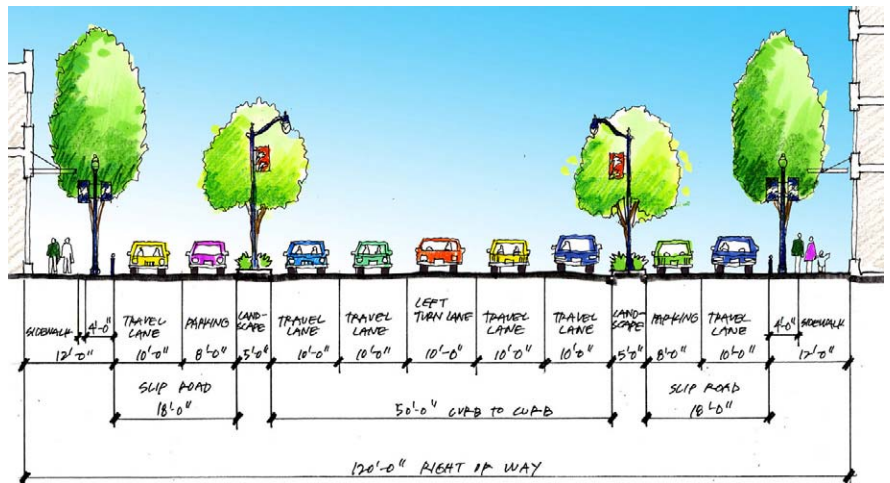 SIDEWALK
4'-0"
12'-0"
TRAVEL
LANE
10'-0"
PARKING
8'-0"
LAND-
SCAPE
5'-0"
TRAVEL
LANE
10'-0"
TRAVEL
LANE
10'-0"
LEFT
TURN LANE
10'-0"
TRAVEL
LANE
10'-0"
TRAVEL
LANE
10'-0"
LAND-
SCAPE
5'-0"
PARKING
8'-0"
TRAVEL
LANE
10'-0"
4'-0"
SIDEWALK
12'-0"
SLIP ROAD
18'-0"
50'-0" CURB TO CURB
SLIP ROAD
18'-0"
120'-0" RIGHT OF WAY